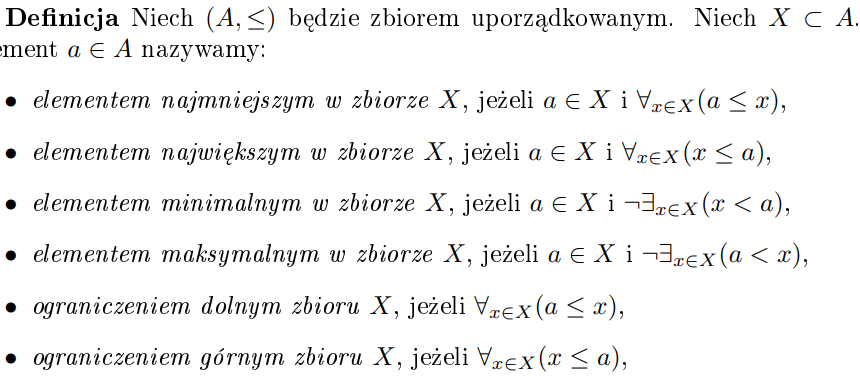 Definicja Niech (A, ≤) będzie zbiorem uporządkowanym. Niech X ⊂ A.
ement a ∈ A nazywamy:
• elementem najmniejszym w zbiorze X, jeżeli a ∈ X i ∀x∈X(a ≤ x),
• elementem największym w zbiorze X, jeżeli a ∈ X i ∀x∈X(x ≤ a),
• elementem minimalnym w zbiorze X, jeżeli a ∈ X i ¬∃x∈X(x < a),
• elementem maksymalnym w zbiorze X, jeżeli a ∈ X i ¬∃x∈X(a < x),
• ograniczeniem dolnym zbioru X, jeżeli ∀x∈X(a ≤ x),
• ograniczeniem górnym zbioru X, jeżeli ∀x∈X(x ≤ a),